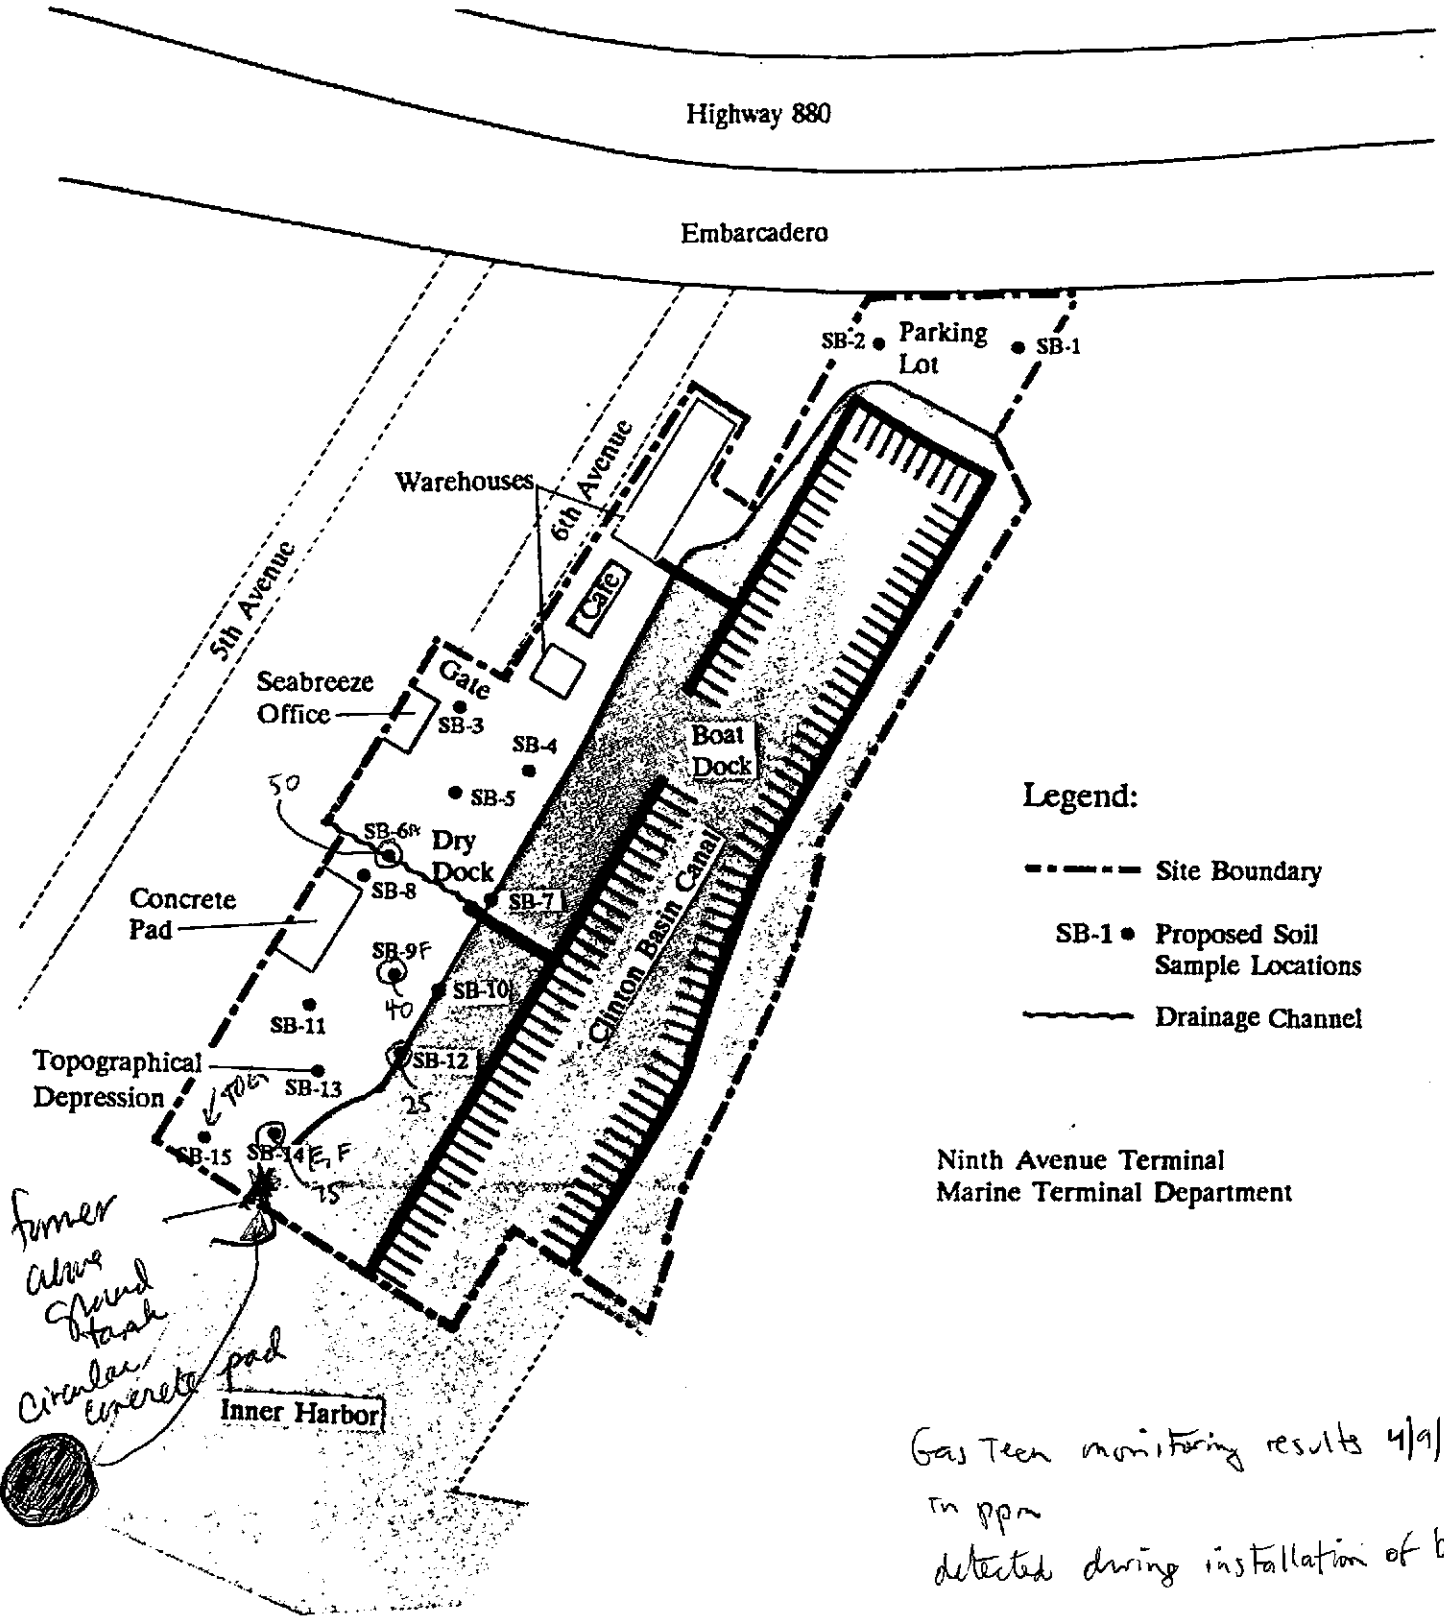 Highway 880
Embarcadero
SB-2
Parking
Lot
SB-1
Warehouses
6th Avenue
5th Avenue
Cafe
Gate
Seabreeze
Office
SB-3
SB-4
SB-5
Boat
Dock
50
SB-6
Dry
Dock
SB-8
SB-7
Concrete
Pad
SB-9F
40
SB-10
SB-11
Clinton Basin Canal
SB-12
25
Topographical
Depression
SB-13
SB-15
SB-14 E, F
75
former
above
ground
tank
circular
concrete pad
Inner Harbor
Legend:
Site Boundary
SB-1 Proposed Soil
Sample Locations
Drainage Channel
Ninth Avenue Terminal
Marine Terminal Department
Gas Tech monitoring results 4/9/
in ppm
detected during installation of b